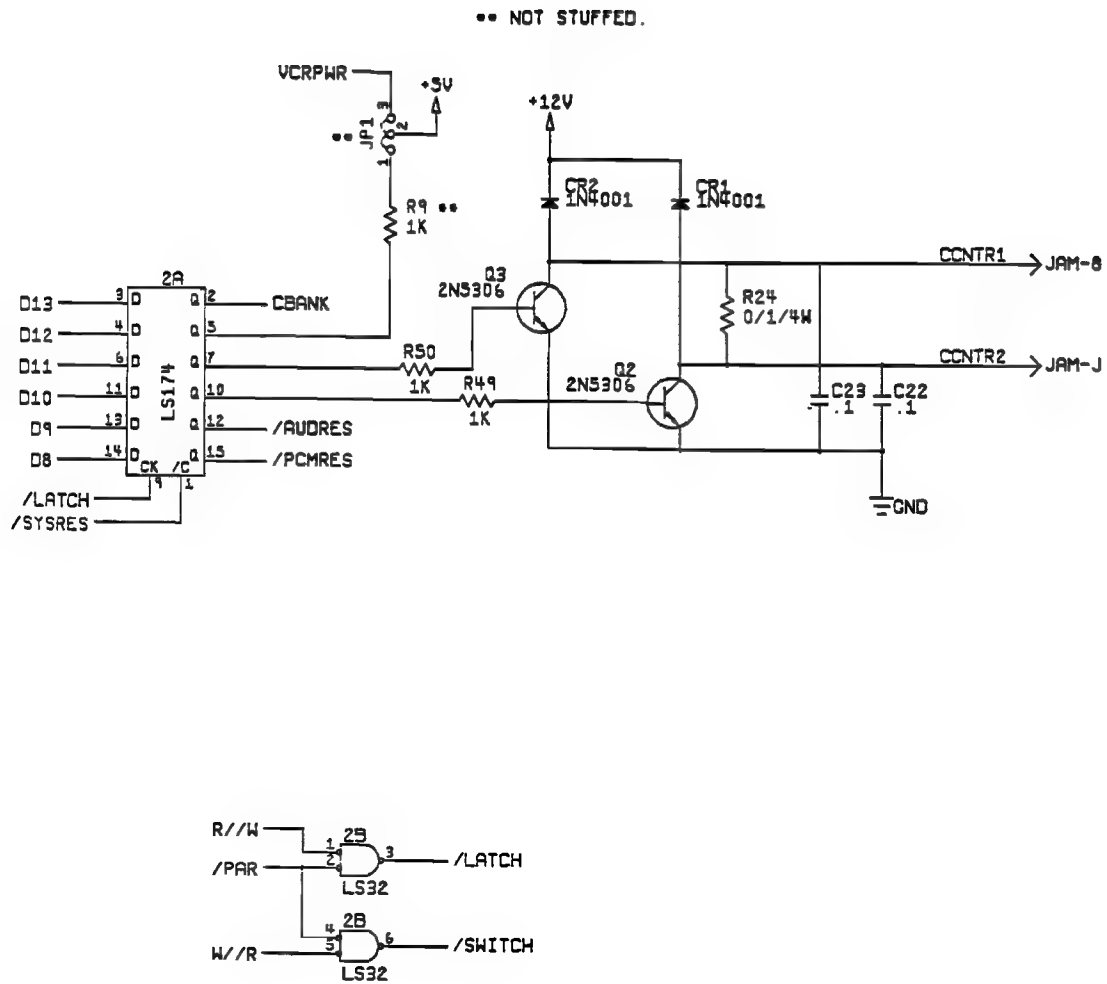 ** NOT STUFFED.
VCRPWR
+5V
+12V
3
2
** JP1
1
CR2
1N4001
CR1
1N4001
R9 **
1K
CCNTR1
JAM-8
Q3
2N5306
R24
0/1/4W
2A
D13 3 D Q 2 CBANK
D12 4 D Q 5
D11 6 D Q 7
R50
1K
D10 11 D Q 10
R49
1K
D9 13 D Q 12 /AUDRES
D8 14 D Q 15 /PCMRES
LS174
CK /C
9 1
/LATCH
/SYSRES
Q2
2N5306
CCNTR2
JAM-J
C23
.1
C22
.1
GND
R//W
1
2B
3
/LATCH
/PAR
2
LS32
4
2B
6
/SWITCH
W//R
5
LS32